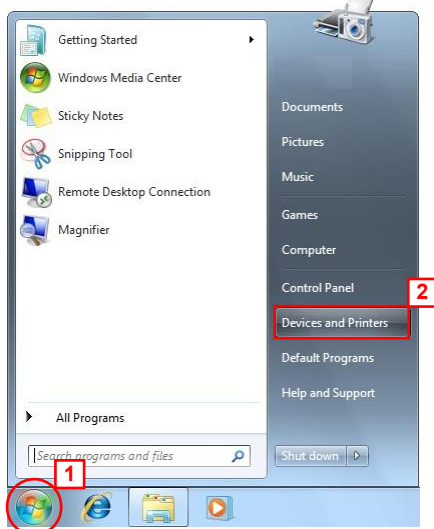 Getting Started
Windows Media Center
Sticky Notes
Snipping Tool
Remote Desktop Connection
Magnifier
All Programs
Search programs and files
1
Documents
Pictures
Music
Games
Computer
Control Panel
2
Devices and Printers
Default Programs
Help and Support
Shut down